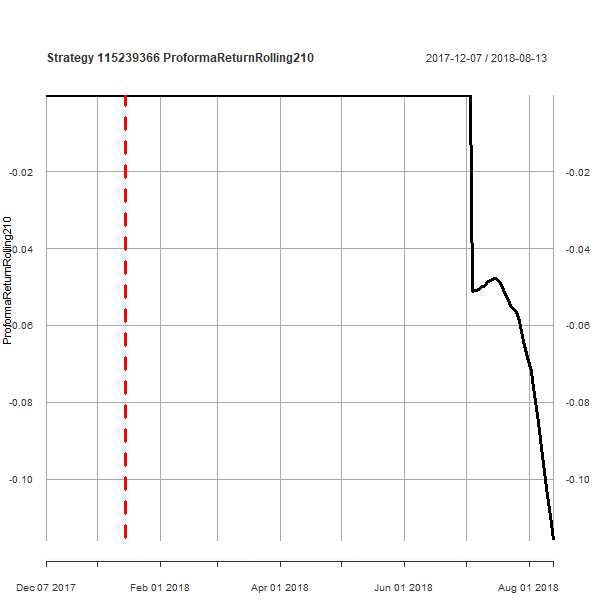 Strategy 115239366 ProformaReturnRolling210
2017-12-07 / 2018-08-13
-0.02
-0.02
-0.04
-0.04
ProformaReturnRolling210
-0.06
-0.06
-0.08
-0.08
-0.10
-0.10
Dec 07 2017
Feb 01 2018
Apr 01 2018
Jun 01 2018
Aug 01 2018